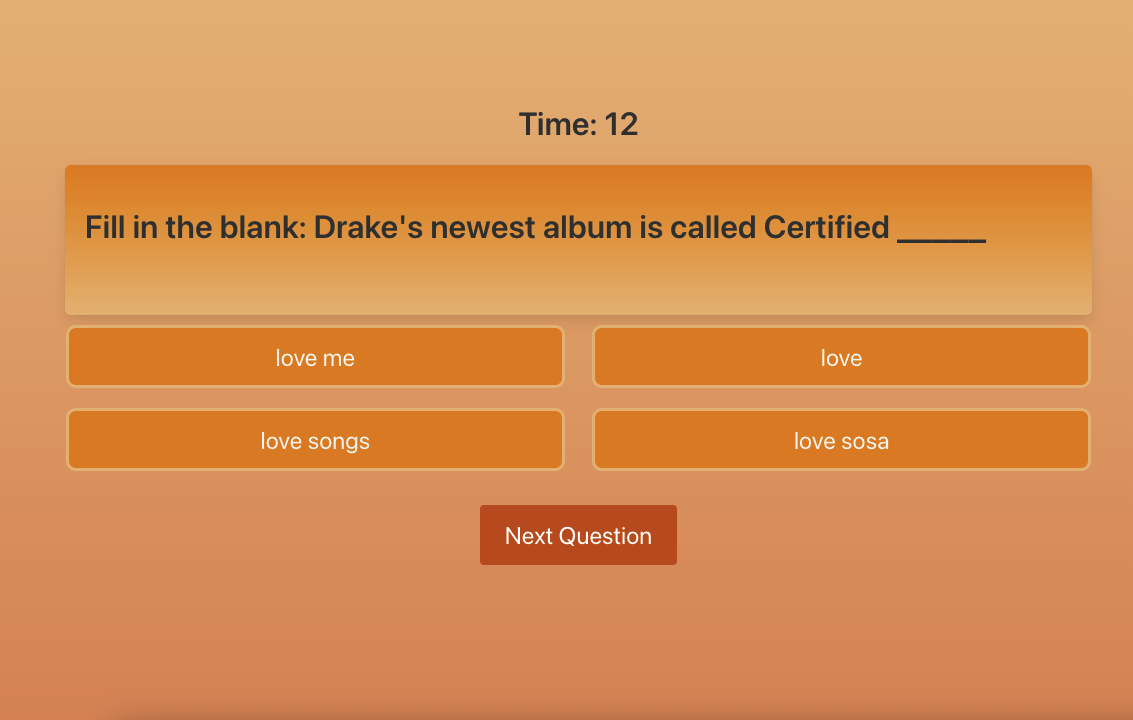 Time: 12
Fill in the blank: Drake's newest album is called Certified _____
love me
love
love songs
love sosa
Next Question